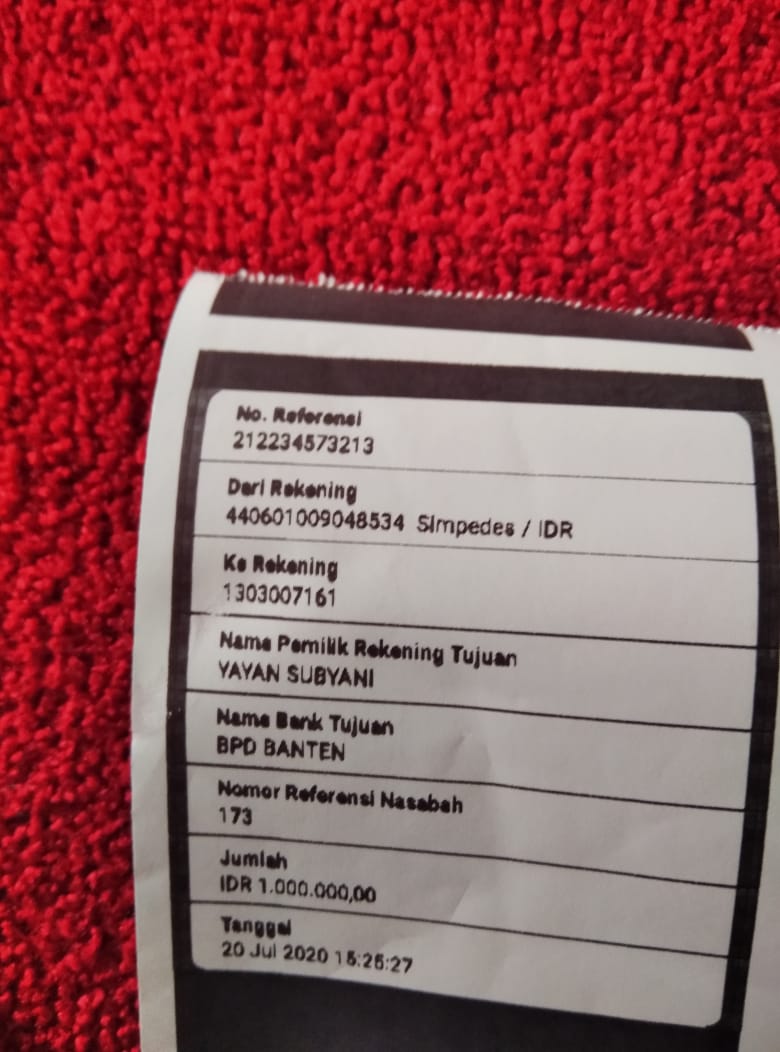 No. Referensi
212234573213
Dari Rekening
440601009048534 Simpedes / IDR
Ke Rekening
1303007161
Nama Pemilik Rekening Tujuan
YAYAN SUBYANI
Nama Bank Tujuan
BPD BANTEN
Nomor Referensi Nasabah
173
Jumlah
IDR 1.000.000,00
Tanggal
20 Jul 2020 15:25:27